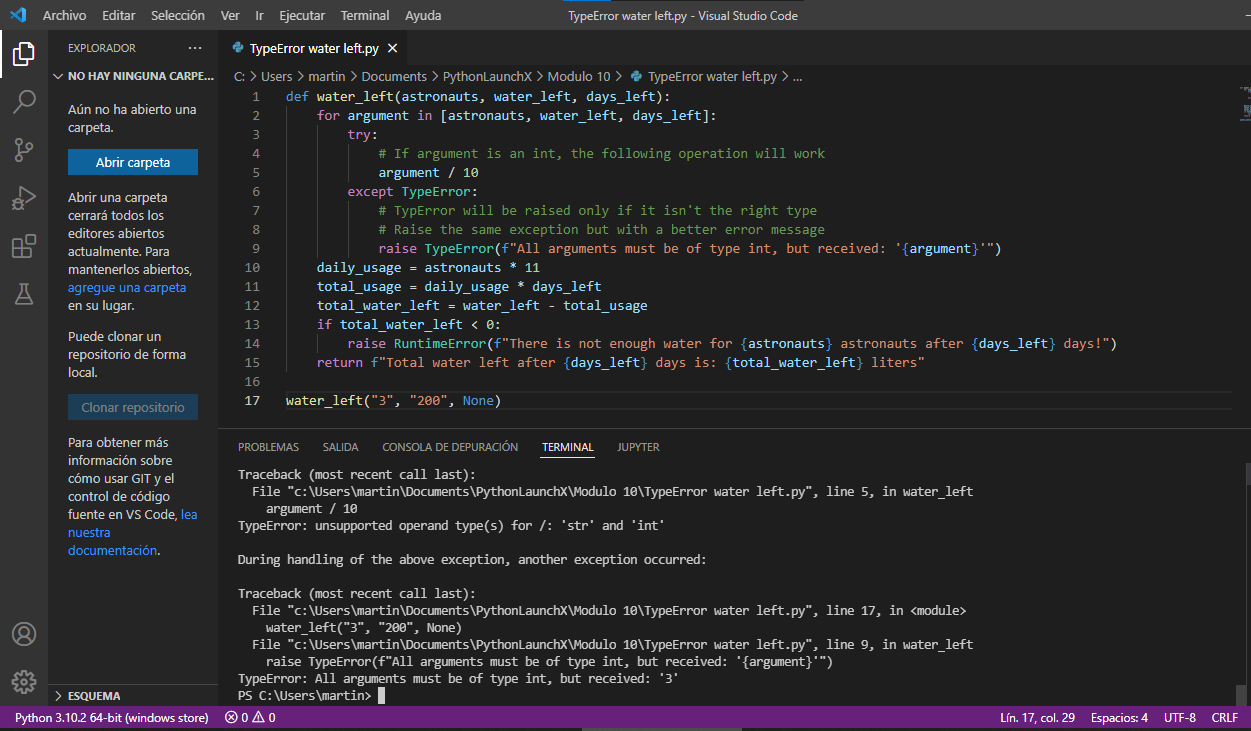 Archivo Editar Selección Ver Ir Ejecutar Terminal Ayuda TypeError water left.py - Visual Studio Code
EXPLORADOR ···
NO HAY NINGUNA CARPE...
Aún no ha abierto una
carpeta.
Abrir carpeta
Abrir una carpeta
cerrará todos los
editores abiertos
actualmente. Para
mantenerlos abiertos,
agregue una carpeta
en su lugar.
Puede clonar un
repositorio de forma
local.
Clonar repositorio
Para obtener más
información sobre
cómo usar GIT y el
control de código
fuente en VS Code, lea
nuestra
documentación.
ESQUEMA
TypeError water left.py
C: > Users > martin > Documents > PythonLaunchX > Modulo 10 > TypeError water left.py > ...
1 def water_left(astronauts, water_left, days_left):
2     for argument in [astronauts, water_left, days_left]:
3         try:
4             # If argument is an int, the following operation will work
5             argument / 10
6         except TypeError:
7             # TypError will be raised only if it isn't the right type
8             # Raise the same exception but with a better error message
9             raise TypeError(f"All arguments must be of type int, but received: '{argument}'")
10     daily_usage = astronauts * 11
11     total_usage = daily_usage * days_left
12     total_water_left = water_left - total_usage
13     if total_water_left < 0:
14         raise RuntimeError(f"There is not enough water for {astronauts} astronauts after {days_left} days!")
15     return f"Total water left after {days_left} days is: {total_water_left} liters"
16
17 water_left("3", "200", None)
PROBLEMAS SALIDA CONSOLA DE DEPURACIÓN TERMINAL JUPYTER
Traceback (most recent call last):
  File "c:\Users\martin\Documents\PythonLaunchX\Modulo 10\TypeError water left.py", line 5, in water_left
    argument / 10
TypeError: unsupported operand type(s) for /: 'str' and 'int'
During handling of the above exception, another exception occurred:
Traceback (most recent call last):
  File "c:\Users\martin\Documents\PythonLaunchX\Modulo 10\TypeError water left.py", line 17, in <module>
    water_left("3", "200", None)
  File "c:\Users\martin\Documents\PythonLaunchX\Modulo 10\TypeError water left.py", line 9, in water_left
    raise TypeError(f"All arguments must be of type int, but received: '{argument}'")
TypeError: All arguments must be of type int, but received: '3'
PS C:\Users\martin>
Python 3.10.2 64-bit (windows store) 0 0 Lín. 17, col. 29 Espacios: 4 UTF-8 CRLF